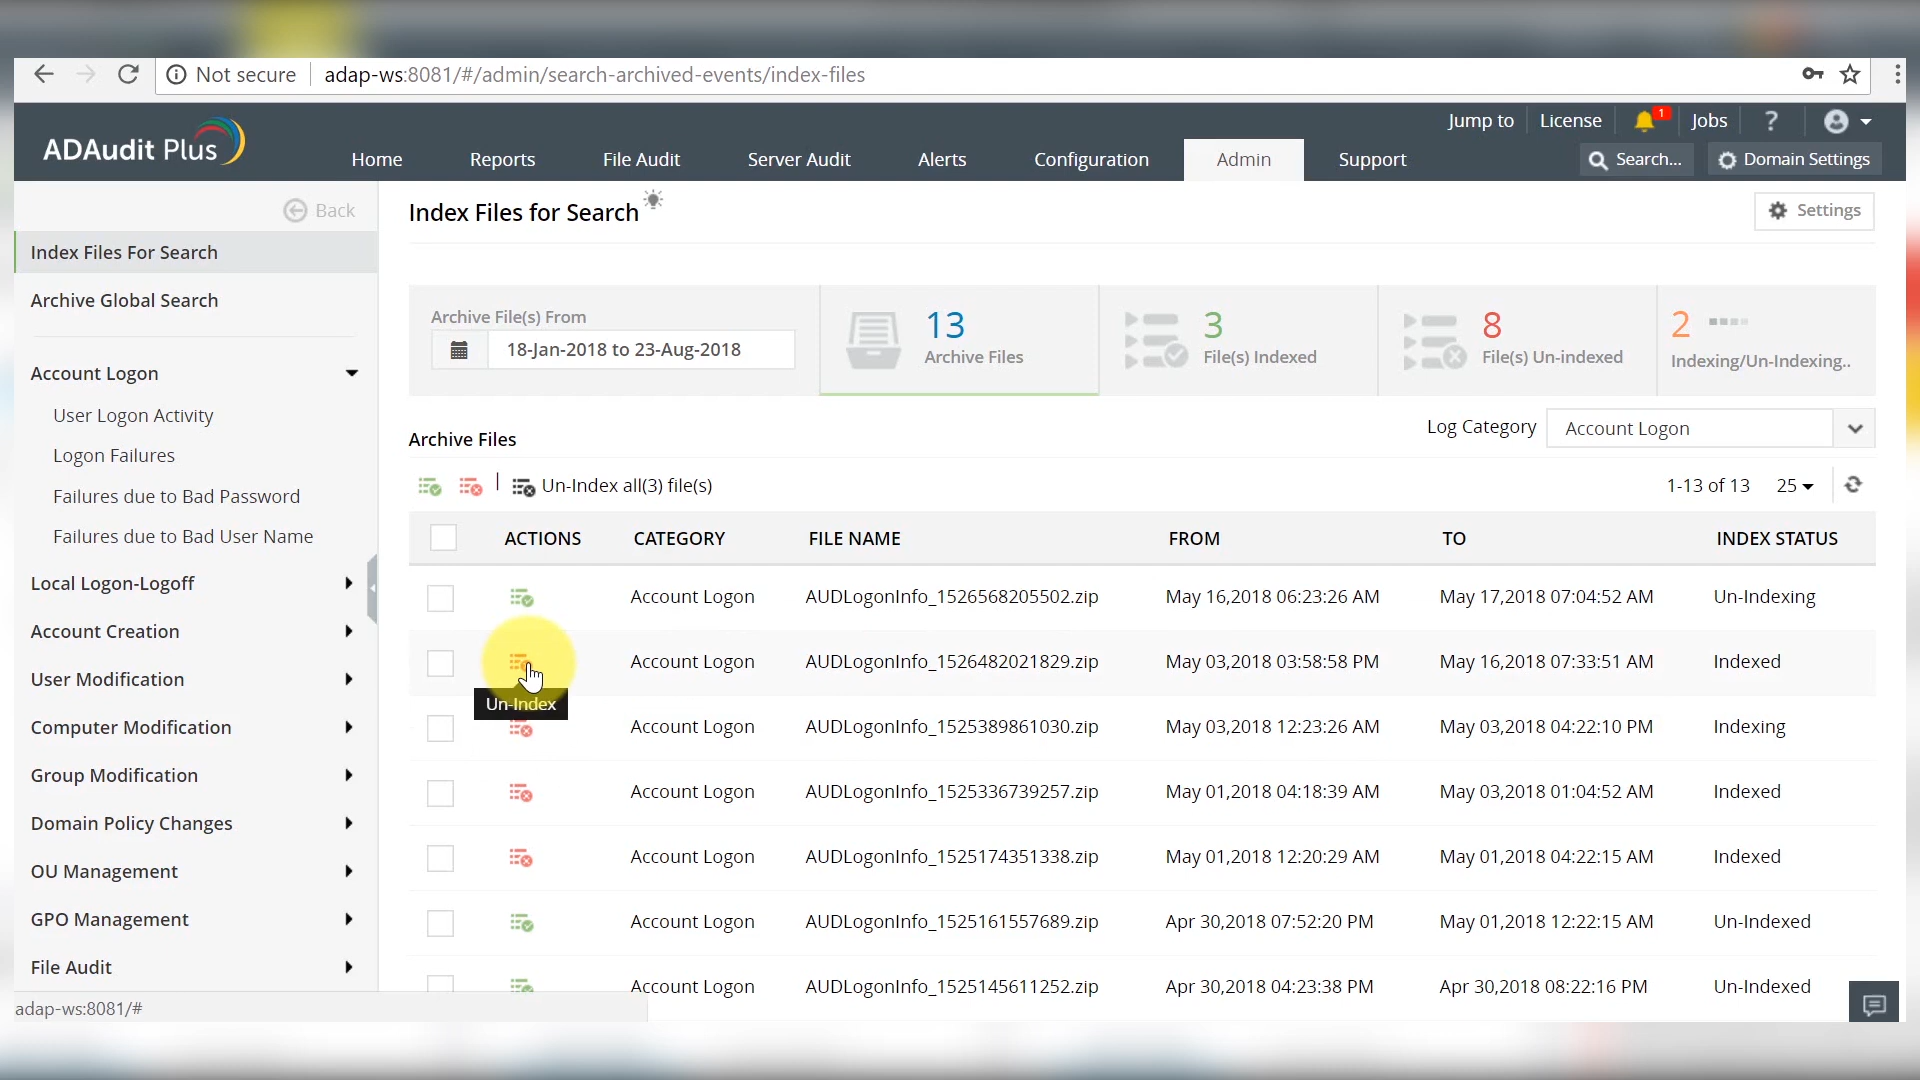 Not secure | adap-ws:8081/#/admin/search-archived-events/index-files
Jump to License 1 Jobs ?
ADAudit Plus Home Reports File Audit Server Audit Alerts Configuration Admin Support Search... Domain Settings
Back
Index Files For Search
Archive Global Search
Account Logon
User Logon Activity
Logon Failures
Failures due to Bad Password
Failures due to Bad User Name
Local Logon-Logoff
Account Creation
User Modification
Computer Modification
Group Modification
Domain Policy Changes
OU Management
GPO Management
File Audit
adap-ws:8081/#
Index Files for Search
Settings
Archive File(s) From
18-Jan-2018 to 23-Aug-2018
13
Archive Files
3
File(s) Indexed
8
File(s) Un-indexed
2
Indexing/Un-Indexing..
Archive Files
Log Category Account Logon
Un-Index all(3) file(s)
1-13 of 13 25
ACTIONS CATEGORY FILE NAME FROM TO INDEX STATUS
Account Logon AUDLogonInfo_1526568205502.zip May 16,2018 06:23:26 AM May 17,2018 07:04:52 AM Un-Indexing
Account Logon AUDLogonInfo_1526482021829.zip May 03,2018 03:58:58 PM May 16,2018 07:33:51 AM Indexed
Un-Index
Account Logon AUDLogonInfo_1525389861030.zip May 03,2018 12:23:26 AM May 03,2018 04:22:10 PM Indexing
Account Logon AUDLogonInfo_1525336739257.zip May 01,2018 04:18:39 AM May 03,2018 01:04:52 AM Indexed
Account Logon AUDLogonInfo_1525174351338.zip May 01,2018 12:20:29 AM May 01,2018 04:22:15 AM Indexed
Account Logon AUDLogonInfo_1525161557689.zip Apr 30,2018 07:52:20 PM May 01,2018 12:22:15 AM Un-Indexed
Account Logon AUDLogonInfo_1525145611252.zip Apr 30,2018 04:23:38 PM Apr 30,2018 08:22:16 PM Un-Indexed